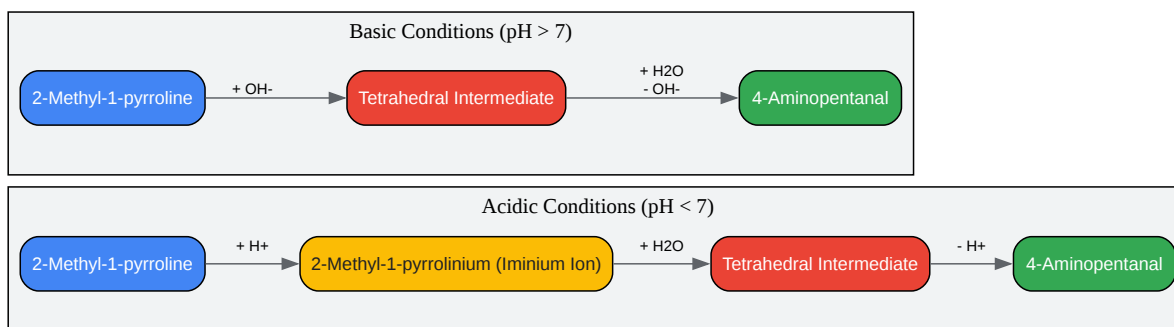 Basic Conditions (pH > 7)
+ H2O
+ OH-
- OH-
2-Methyl-1-pyrroline
Tetrahedral Intermediate
4-Aminopentanal
Acidic Conditions (pH < 7)
+ H+
+ H2O
- H+
2-Methyl-1-pyrroline
2-Methyl-1-pyrrolinium (Iminium Ion)
Tetrahedral Intermediate
4-Aminopentanal